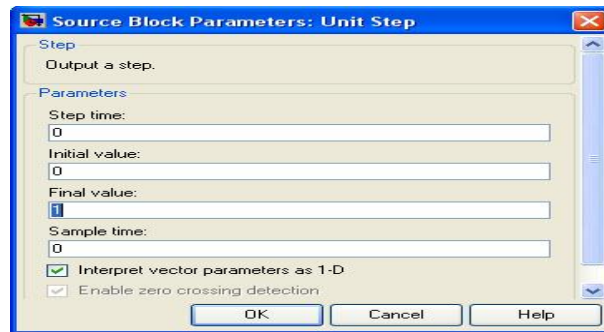 Source Block Parameters: Unit Step
Step
Output a step.
Parameters
Step time:
0
Initial value:
0
Final value:
1
Sample time:
0
Interpret vector parameters as 1-D
Enable zero crossing detection
OK Cancel Help